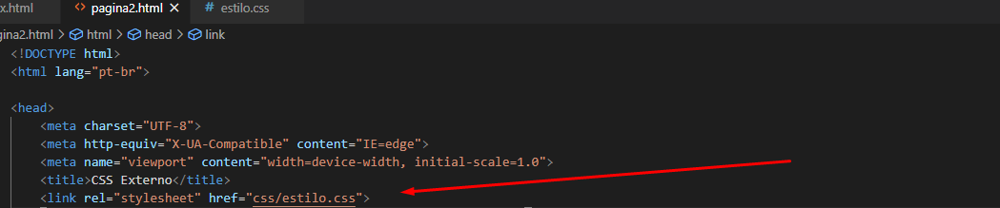 x.html <> pagina2.html × # estilo.css
gina2.html > html > head > link
<!DOCTYPE html>
<html lang="pt-br">
<head>
<meta charset="UTF-8">
<meta http-equiv="X-UA-Compatible" content="IE=edge">
<meta name="viewport" content="width=device-width, initial-scale=1.0">
<title>CSS Externo</title>
<link rel="stylesheet" href="css/estilo.css">